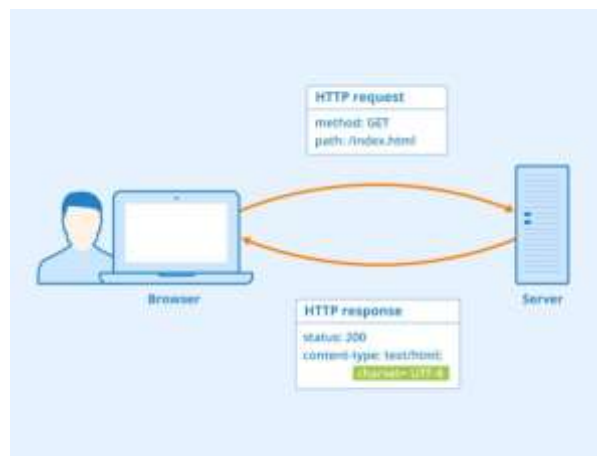 HTTP request
method: GET
path: /index.html
Browser
Server
HTTP response
status: 200
content-type: text/html;
charset= UTF-8